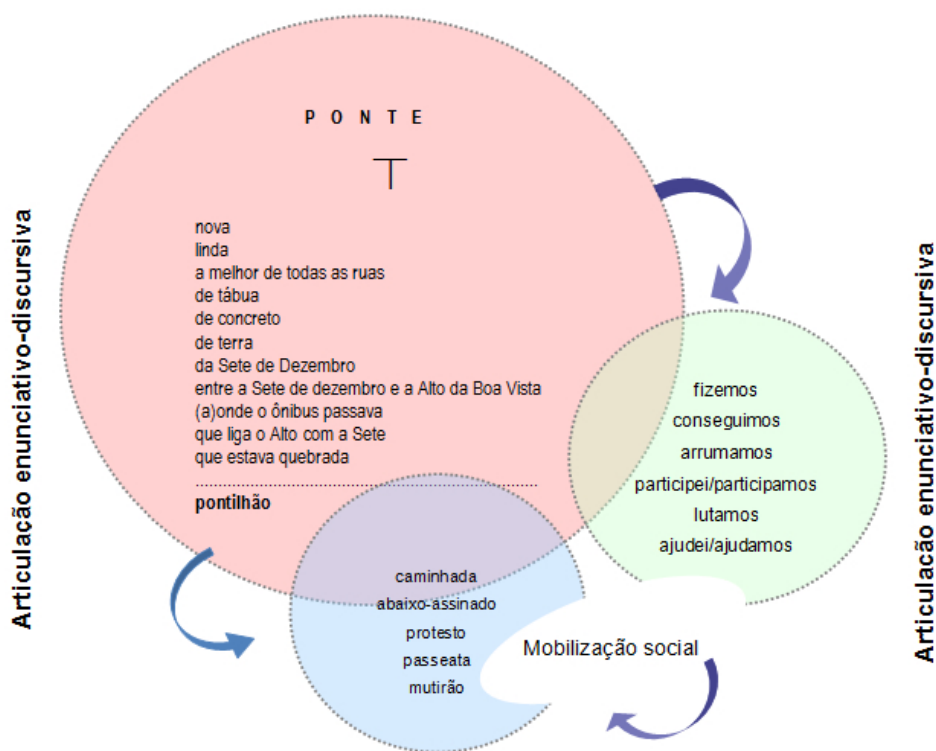 Articulação enunciativo-discursiva
P O N T E
nova
linda
a melhor de todas as ruas
de tábua
de concreto
de terra
da Sete de Dezembro
entre a Sete de dezembro e a Alto da Boa Vista
(a)onde o ônibus passava
que liga o Alto com a Sete
que estava quebrada
pontilhão
fizemos
conseguimos
arrumamos
participei/participamos
lutamos
ajudei/ajudamos
caminhada
abaixo-assinado
protesto
passeata
mutirão
Mobilização social
Articulação enunciativo-discursiva